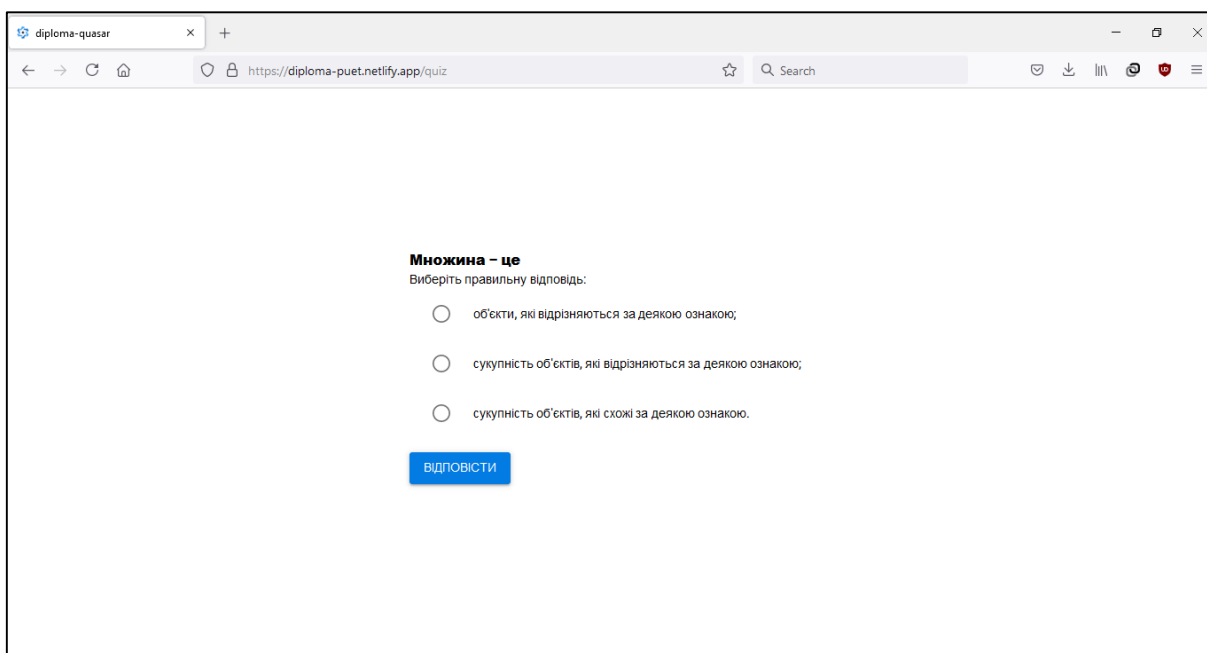 diploma-quasar
https://diploma-puet.netlify.app/quiz
Search
Множина – це
Виберіть правильну відповідь:
об'єкти, які відрізняються за деякою ознакою;
сукупність об'єктів, які відрізняються за деякою ознакою;
сукупність об'єктів, які схожі за деякою ознакою.
ВІДПОВІСТИ